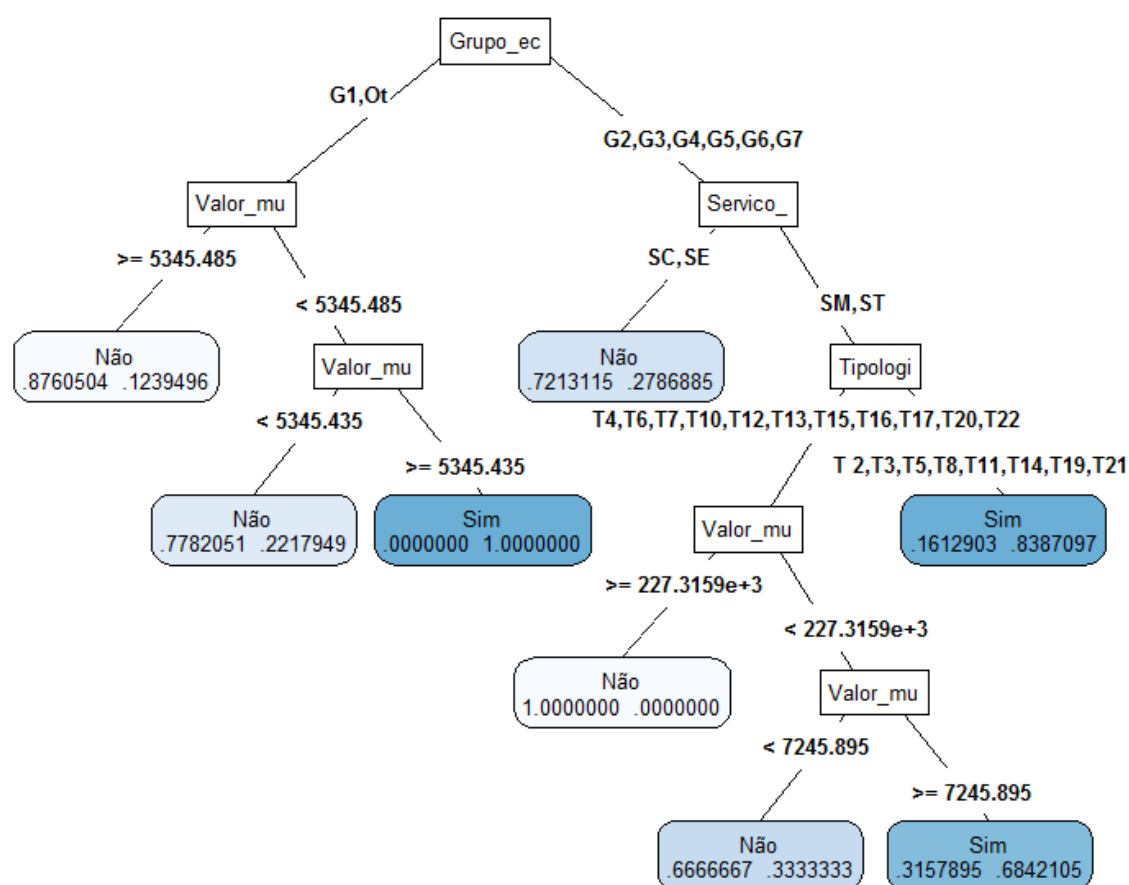 Grupo_ec
G1,Ot
G2,G3,G4,G5,G6,G7
Valor_mu
Servico_
>= 5345.485
SC,SE
< 5345.485
SM,ST
Não
.8760504 .1239496
Valor_mu
Não
.7213115 .2786885
Tipologi
< 5345.435
T4,T6,T7,T10,T12,T13,T15,T16,T17,T20,T22
>= 5345.435
T 2,T3,T5,T8,T11,T14,T19,T21
Não
.7782051 .2217949
Sim
.0000000 1.0000000
Valor_mu
Sim
.1612903 .8387097
>= 227.3159e+3
< 227.3159e+3
Não
1.0000000 .0000000
Valor_mu
< 7245.895
>= 7245.895
Não
.6666667 .3333333
Sim
.3157895 .6842105